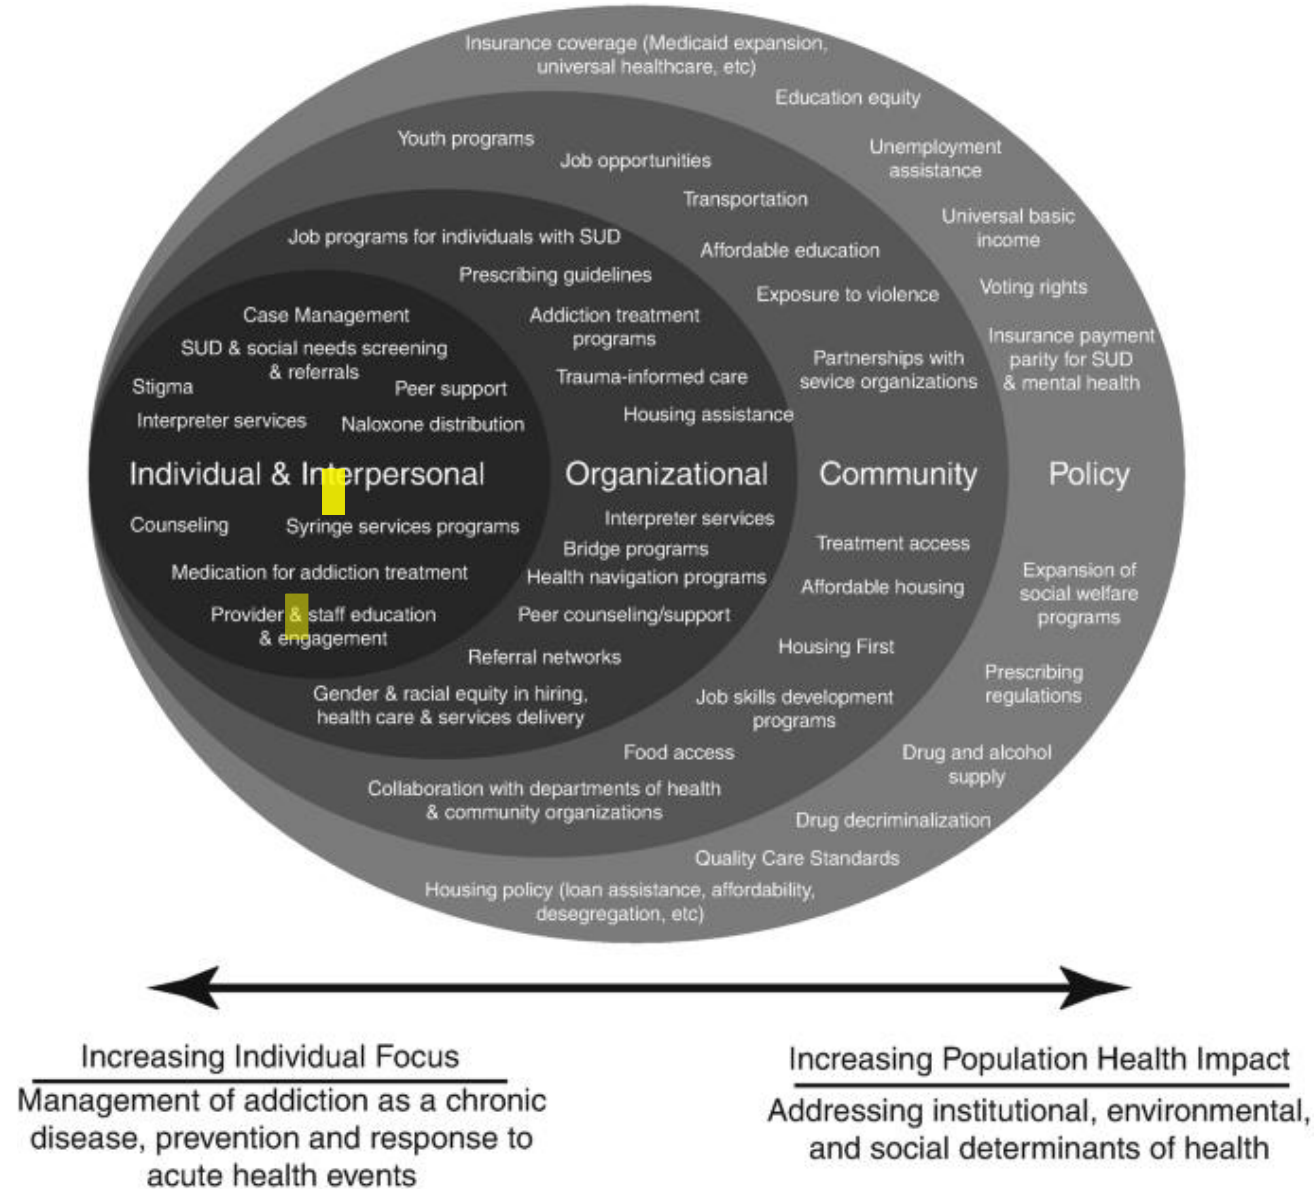 Insurance coverage (Medicaid expansion,
universal healthcare, etc)
Education equity
Unemployment
assistance
Universal basic
income
Voting rights
Insurance payment
parity for SUD
& mental health
Policy
Expansion of
social welfare
programs
Prescribing
regulations
Drug and alcohol
supply
Drug decriminalization
Quality Care Standards
Housing policy (loan assistance, affordability,
desegregation, etc)
Youth programs
Job opportunities
Transportation
Affordable education
Exposure to violence
Partnerships with
sevice organizations
Community
Treatment access
Affordable housing
Housing First
Job skills development
programs
Food access
Collaboration with departments of health
& community organizations
Job programs for individuals with SUD
Prescribing guidelines
Addiction treatment
programs
Trauma-informed care
Housing assistance
Organizational
Interpreter services
Bridge programs
Health navigation programs
Peer counseling/support
Referral networks
Gender & racial equity in hiring,
health care & services delivery
Case Management
SUD & social needs screening
& referrals
Stigma
Peer support
Interpreter services
Naloxone distribution
Individual & Interpersonal
Counseling
Syringe services programs
Medication for addiction treatment
Provider & staff education
& engagement
Increasing Individual Focus
Management of addiction as a chronic
disease, prevention and response to
acute health events
Increasing Population Health Impact
Addressing institutional, environmental,
and social determinants of health